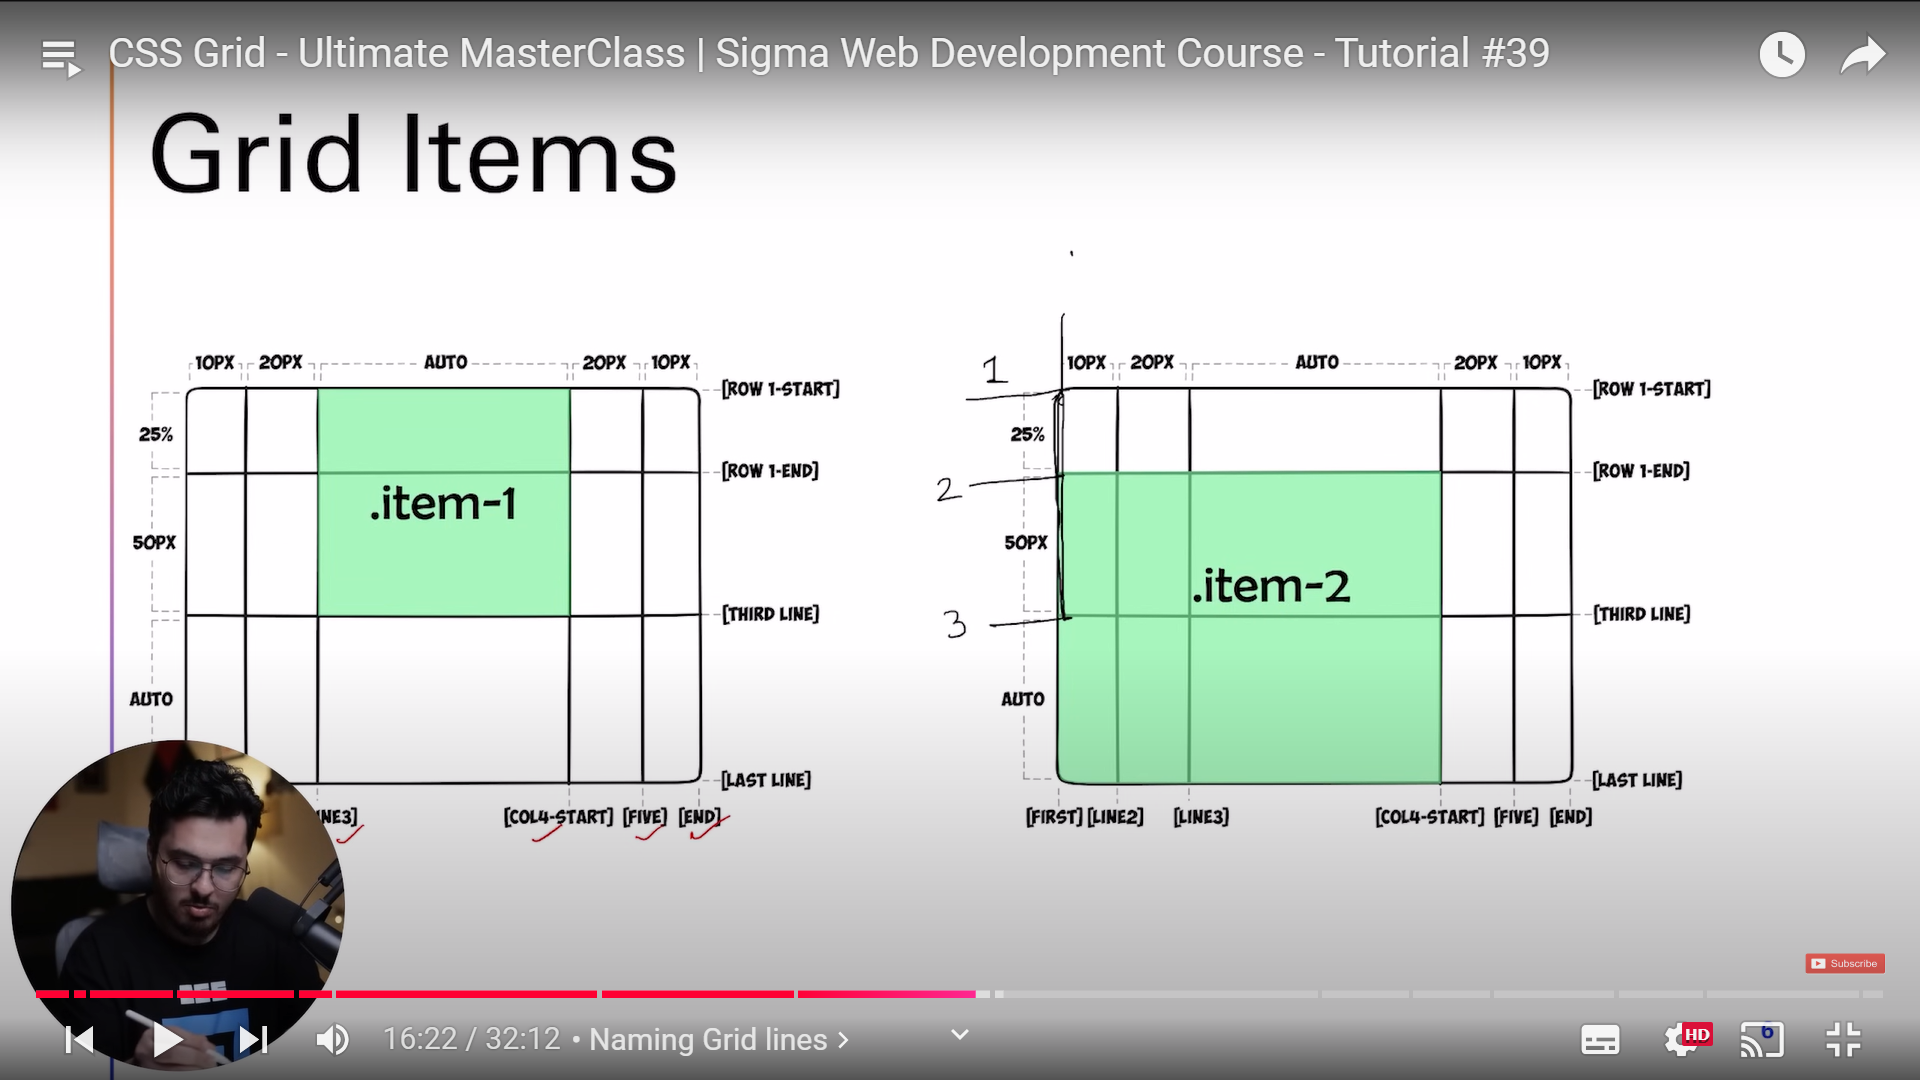 CSS Grid - Ultimate MasterClass | Sigma Web Development Course - Tutorial #39
Grid Items
10PX 20PX AUTO 20PX 10PX
[ROW 1-START]
25%
[ROW 1-END]
.item-1
50PX
[THIRD LINE]
AUTO
[LAST LINE]
NE3] [COL4-START] [FIVE] [END]
1
10PX 20PX AUTO 20PX 10PX
[ROW 1-START]
25%
[ROW 1-END]
2
50PX
.item-2
3
[THIRD LINE]
AUTO
[LAST LINE]
[FIRST] [LINE2] [LINE3] [COL4-START] [FIVE] [END]
Subscribe
16:22 / 32:12 • Naming Grid lines
HD
6